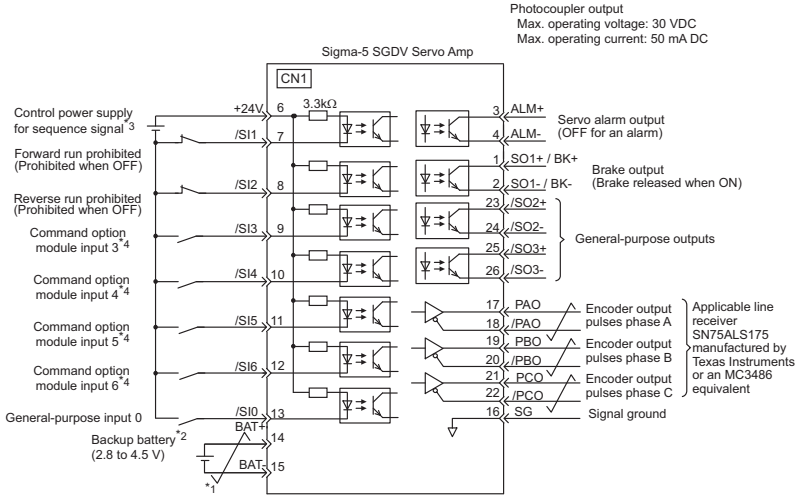 Photocoupler output
Max. operating voltage: 30 VDC
Max. operating current: 50 mA DC
Sigma-5 SGDV Servo Amp
CN1
Control power supply
for sequence signal*3
+24V 6
3.3kΩ
/SI1 7
Forward run prohibited
(Prohibited when OFF)
/SI2 8
Reverse run prohibited
(Prohibited when OFF)
/SI3 9
Command option
module input 3*4
/SI4 10
Command option
module input 4*4
/SI5 11
Command option
module input 5*4
/SI6 12
Command option
module input 6*4
General-purpose input 0
/SI0 13
Backup battery*2
(2.8 to 4.5 V)
BAT+ 14
BAT- 15
*1
3 ALM+
4 ALM-
Servo alarm output
(OFF for an alarm)
1 SO1+ / BK+
2 SO1- / BK-
Brake output
(Brake released when ON)
23 /SO2+
24 /SO2-
25 /SO3+
26 /SO3-
General-purpose outputs
17 PAO
18 /PAO
Encoder output
pulses phase A
19 PBO
20 /PBO
Encoder output
pulses phase B
21 PCO
22 /PCO
Encoder output
pulses phase C
16 SG
Signal ground
Applicable line
receiver
SN75ALS175
manufactured by
Texas Instruments
or an MC3486
equivalent